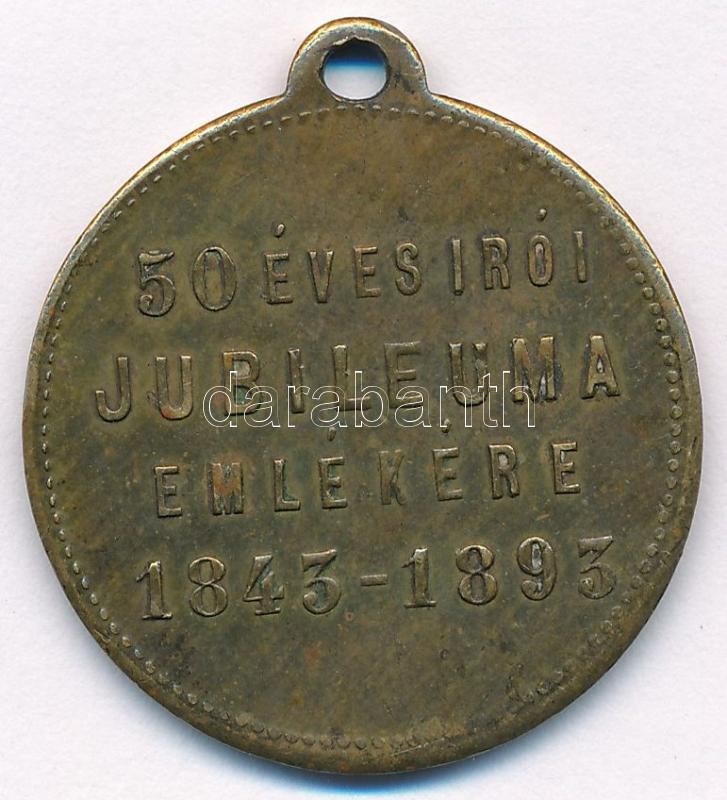 50 ÉVES IRÓI
JUBILEUMA
darabanth
EMLÉKÉRE
1843-1893